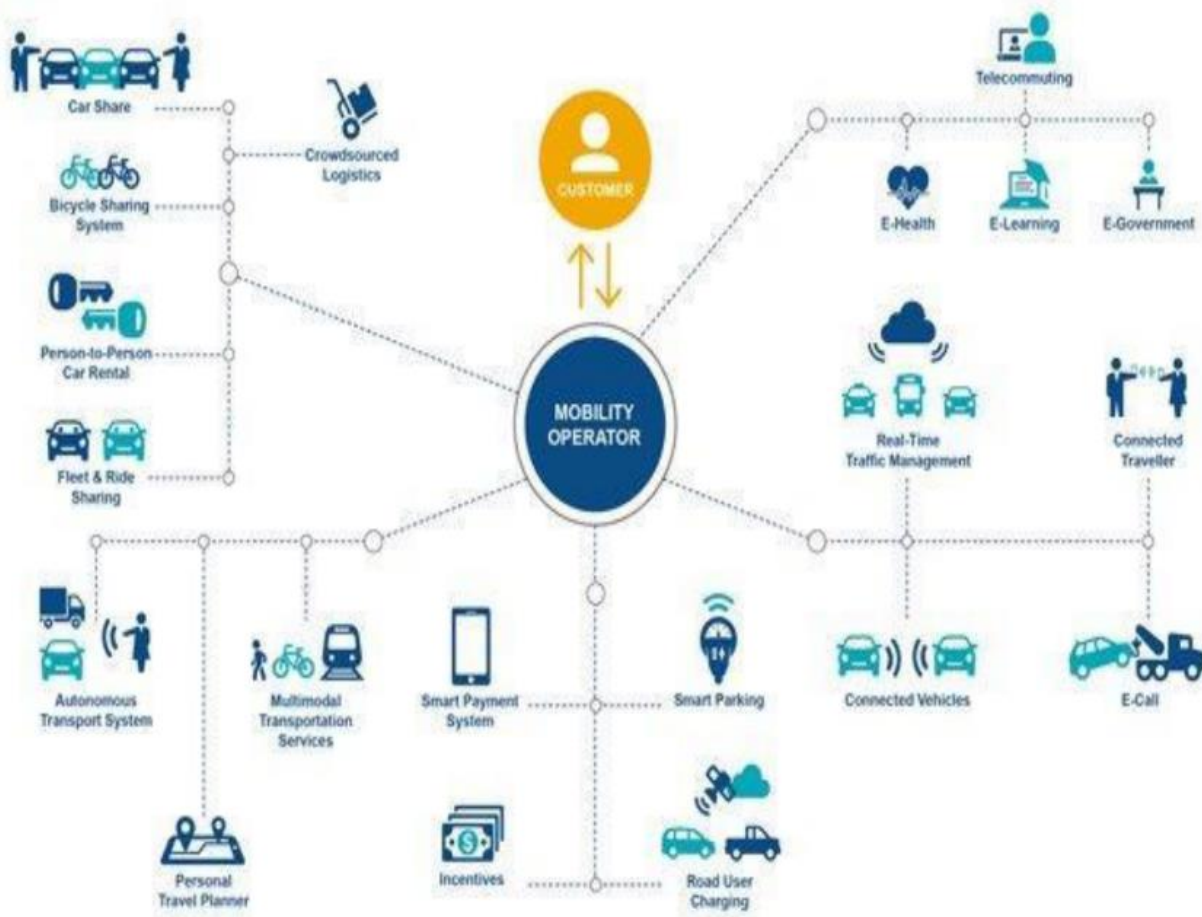 Car Share
Crowdsourced
Logistics
Bicycle Sharing
System
Person-to-Person
Car Rental
Fleet & Ride
Sharing
CUSTOMER
MOBILITY
OPERATOR
Telecommuting
E-Health
E-Learning
E-Government
Real-Time
Traffic Management
Connected
Traveller
Autonomous
Transport System
Multimodal
Transportation
Services
Personal
Travel Planner
Smart Payment
System
Smart Parking
Incentives
Road User
Charging
Connected Vehicles
E-Call